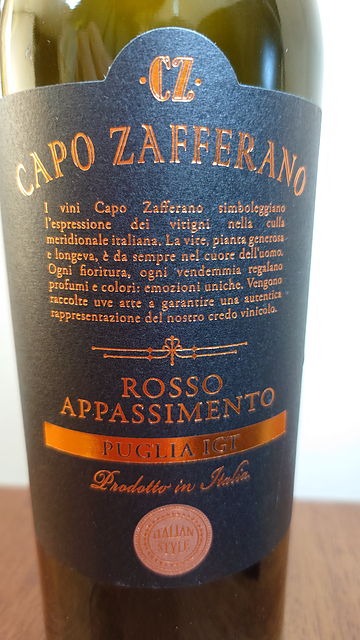 ·CZ·
CAPO ZAFFERANO
I vini Capo Zafferano simboleggiano
l'espressione dei vitigni nella culla
meridionale italiana. La vite, pianta generosa
e longeva, è da sempre nel cuore dell'uomo.
Ogni fioritura, ogni vendemmia regalano
profumi e colori: emozioni uniche. Vengono
raccolte uve atte a garantire una autentica
rappresentazione del nostro credo vinicolo.
ROSSO
APPASSIMENTO
PUGLIA IGT
Prodotto in Italia
ITALIAN
STYLE